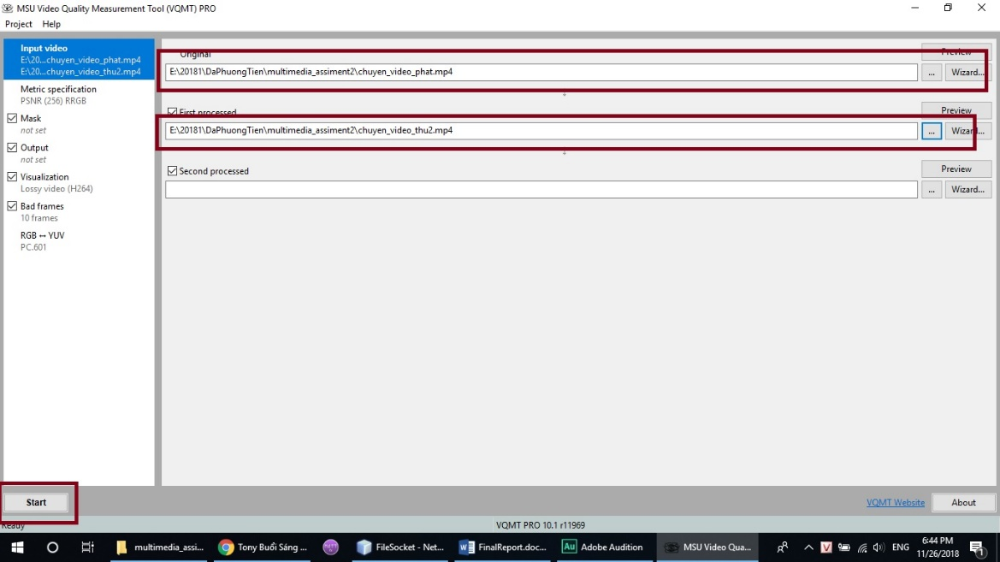 MSU Video Quality Measurement Tool (VQMT) PRO
Project Help
Input video
E:\20...chuyen_video_phat.mp4
E:\20...chuyen_video_thu2.mp4
Metric specification
PSNR (256) RRGB
Mask
not set
Output
not set
Visualization
Lossy video (H264)
Bad frames
10 frames
RGB ↔ YUV
PC.601
Original
Preview
E:\20181\DaPhuongTien\multimedia_assiment2\chuyen_video_phat.mp4
... Wizard...
First processed
Preview
E:\20181\DaPhuongTien\multimedia_assiment2\chuyen_video_thu2.mp4
... Wizard...
Second processed
Preview
... Wizard...
Start
VQMT Website
About
Ready
VQMT PRO 10.1 r11969
multimedia_assi...
Tony Buổi Sáng ...
FileSocket - Net...
FinalReport.doc...
Au Adobe Audition
MSU Video Qua...
V
ENG
6:44 PM
11/26/2018
1